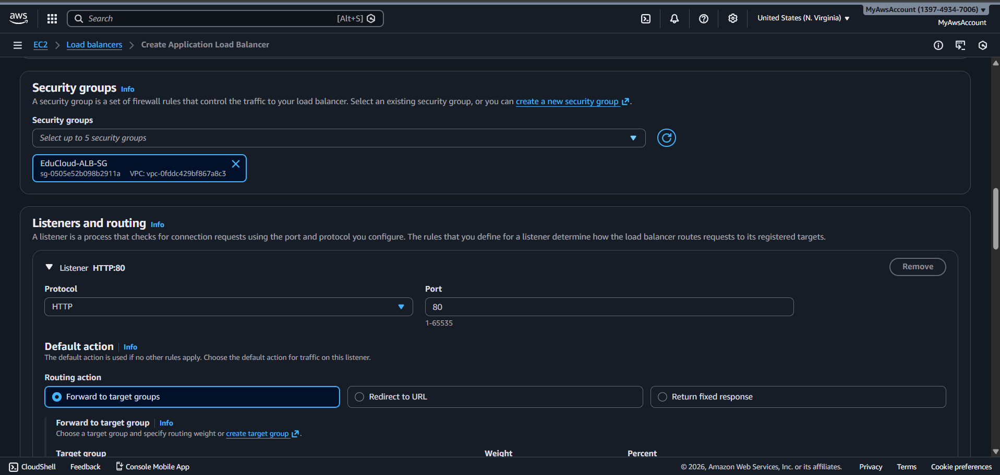 aws
Search [Alt+S]
United States (N. Virginia)
MyAwsAccount (1397-4934-7006)
MyAwsAccount
EC2 Load balancers Create Application Load Balancer
Security groups Info
A security group is a set of firewall rules that control the traffic to your load balancer. Select an existing security group, or you can create a new security group.
Security groups
Select up to 5 security groups
EduCloud-ALB-SG
sg-0505e52b098b2911a VPC: vpc-0fddc429bf867a8c3
Listeners and routing Info
A listener is a process that checks for connection requests using the port and protocol you configure. The rules that you define for a listener determine how the load balancer routes requests to its registered targets.
Listener HTTP:80
Remove
Protocol Port
HTTP 80
1-65535
Default action Info
The default action is used if no other rules apply. Choose the default action for traffic on this listener.
Routing action
Forward to target groups Redirect to URL Return fixed response
Forward to target group Info
Choose a target group and specify routing weight or create target group.
Target group Weight Percent
CloudShell Feedback Console Mobile App © 2026, Amazon Web Services, Inc. or its affiliates. Privacy Terms Cookie preferences